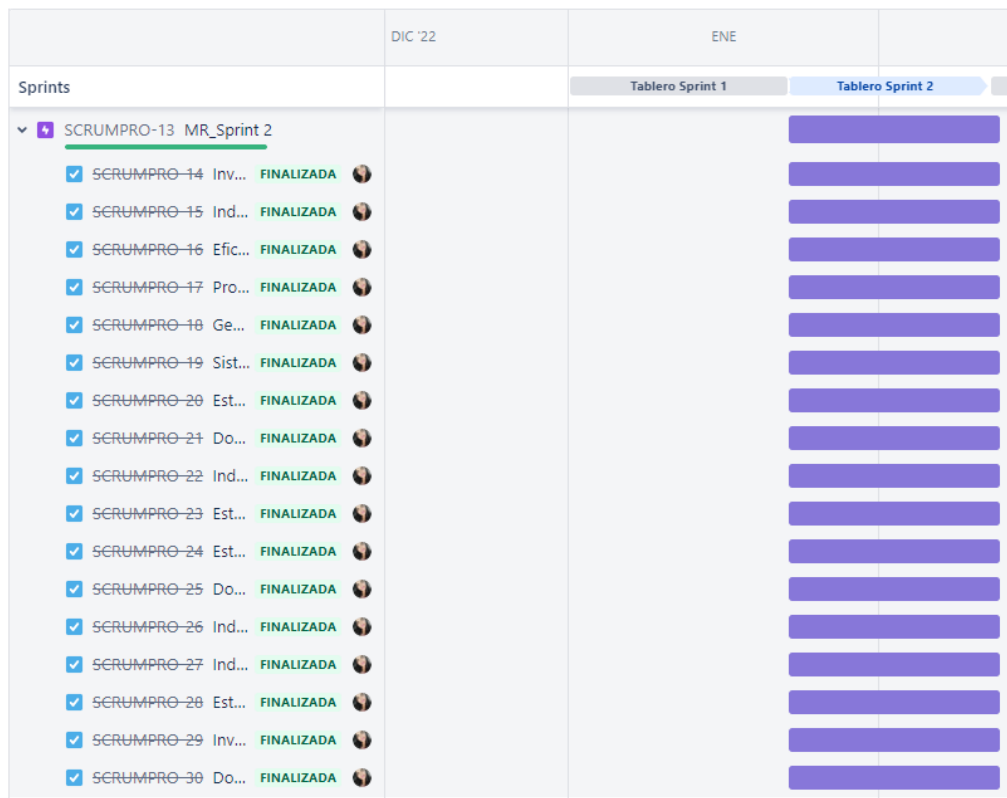 DIC '22 ENE
Sprints Tablero Sprint 1 Tablero Sprint 2
SCRUMPRO-13 MR_Sprint 2
SCRUMPRO-14 Inv... FINALIZADA
SCRUMPRO-15 Ind... FINALIZADA
SCRUMPRO-16 Efic... FINALIZADA
SCRUMPRO-17 Pro... FINALIZADA
SCRUMPRO-18 Ge... FINALIZADA
SCRUMPRO-19 Sist... FINALIZADA
SCRUMPRO-20 Est... FINALIZADA
SCRUMPRO-21 Do... FINALIZADA
SCRUMPRO-22 Ind... FINALIZADA
SCRUMPRO-23 Est... FINALIZADA
SCRUMPRO-24 Est... FINALIZADA
SCRUMPRO-25 Do... FINALIZADA
SCRUMPRO-26 Ind... FINALIZADA
SCRUMPRO-27 Ind... FINALIZADA
SCRUMPRO-28 Est... FINALIZADA
SCRUMPRO-29 Inv... FINALIZADA
SCRUMPRO-30 Do... FINALIZADA